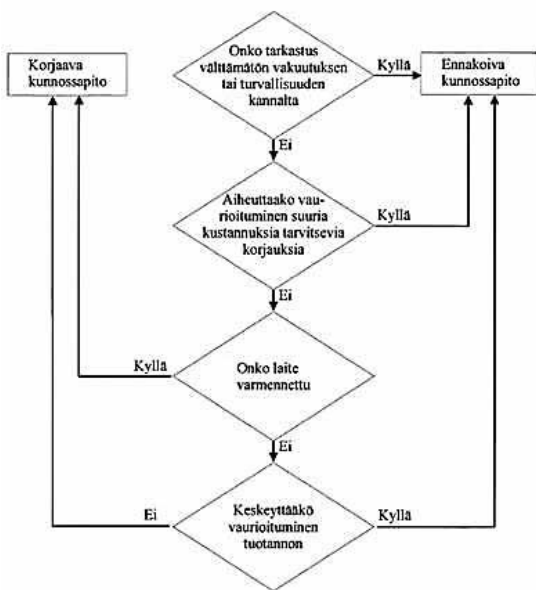 Korjaava
kunnossapito
Onko tarkastus
välttämätön vakuutuksen
tai turvallisuuden
kannalta
Kyllä
Ennakoiva
kunnossapito
Ei
Aiheuttaako vau-
rioituminen suuria
kustannuksia tarvitsevia
korjauksia
Kyllä
Ei
Kyllä
Onko laite
varmennettu
Ei
Ei
Keskeyttääkö
vaurioituminen
tuotannon
Kyllä